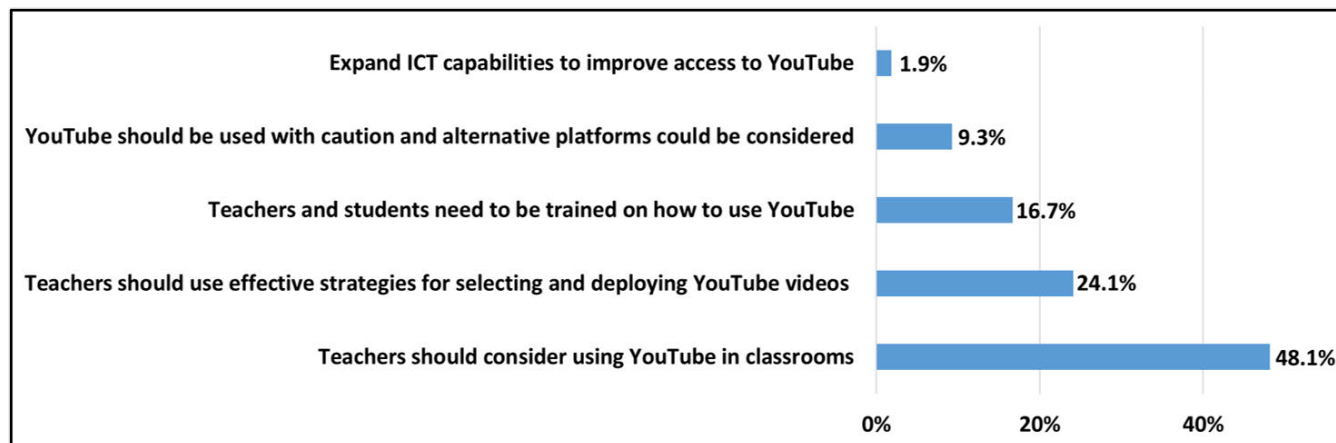 Expand ICT capabilities to improve access to YouTube
1.9%
YouTube should be used with caution and alternative platforms could be considered
9.3%
Teachers and students need to be trained on how to use YouTube
16.7%
Teachers should use effective strategies for selecting and deploying YouTube videos
24.1%
Teachers should consider using YouTube in classrooms
48.1%
0% 20% 40%